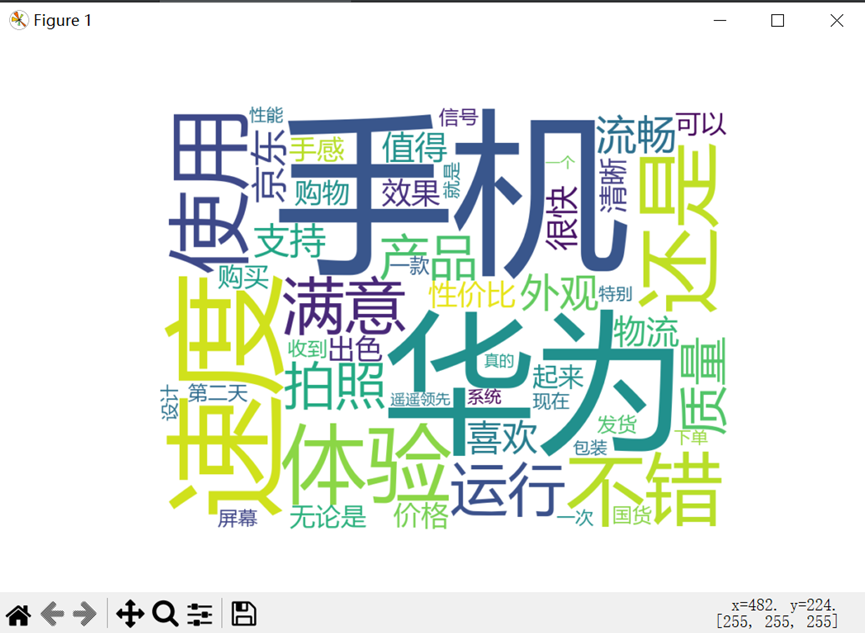 Figure 1
性能
信号
可以
使用
京东
手感
手机
值得
流畅
购物
效果
就是
一个
很快
清晰
还是
支持
产品
一款
购买
满意
性价比
外观
特别
速度
收到
出色
华为
真的
物流
设计
第二天
拍照
遥遥领先
系统
起来
现在
质量
体验
喜欢
包装
发货
下单
运行
不错
屏幕
无论是
价格
一次
国货
x=482. y=224.
[255, 255, 255]